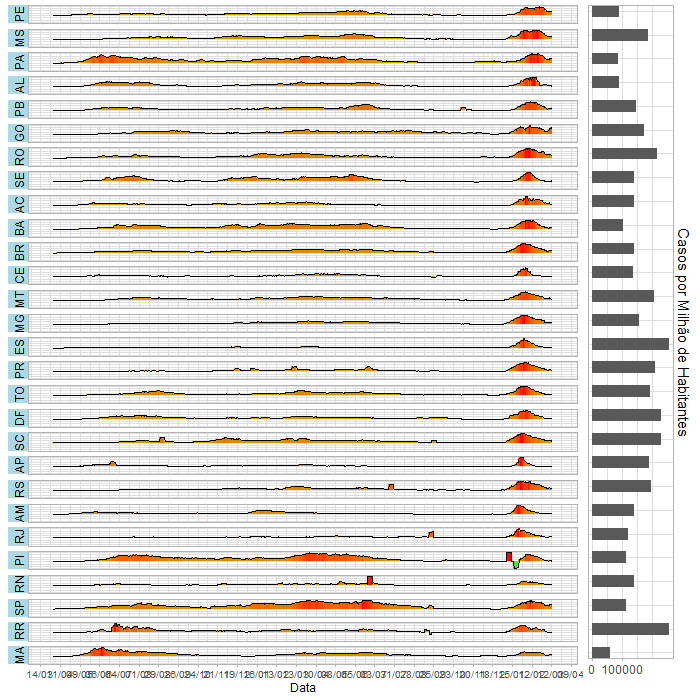 PE
MS
PA
AL
PB
GO
RO
SE
AC
BA
BR
CE
MT
MG
ES
PR
TO
DF
SC
AP
RS
AM
RJ
PI
RN
SP
RR
MA
14/01
Data
0 100000
Casos por Milhão de Habitantes